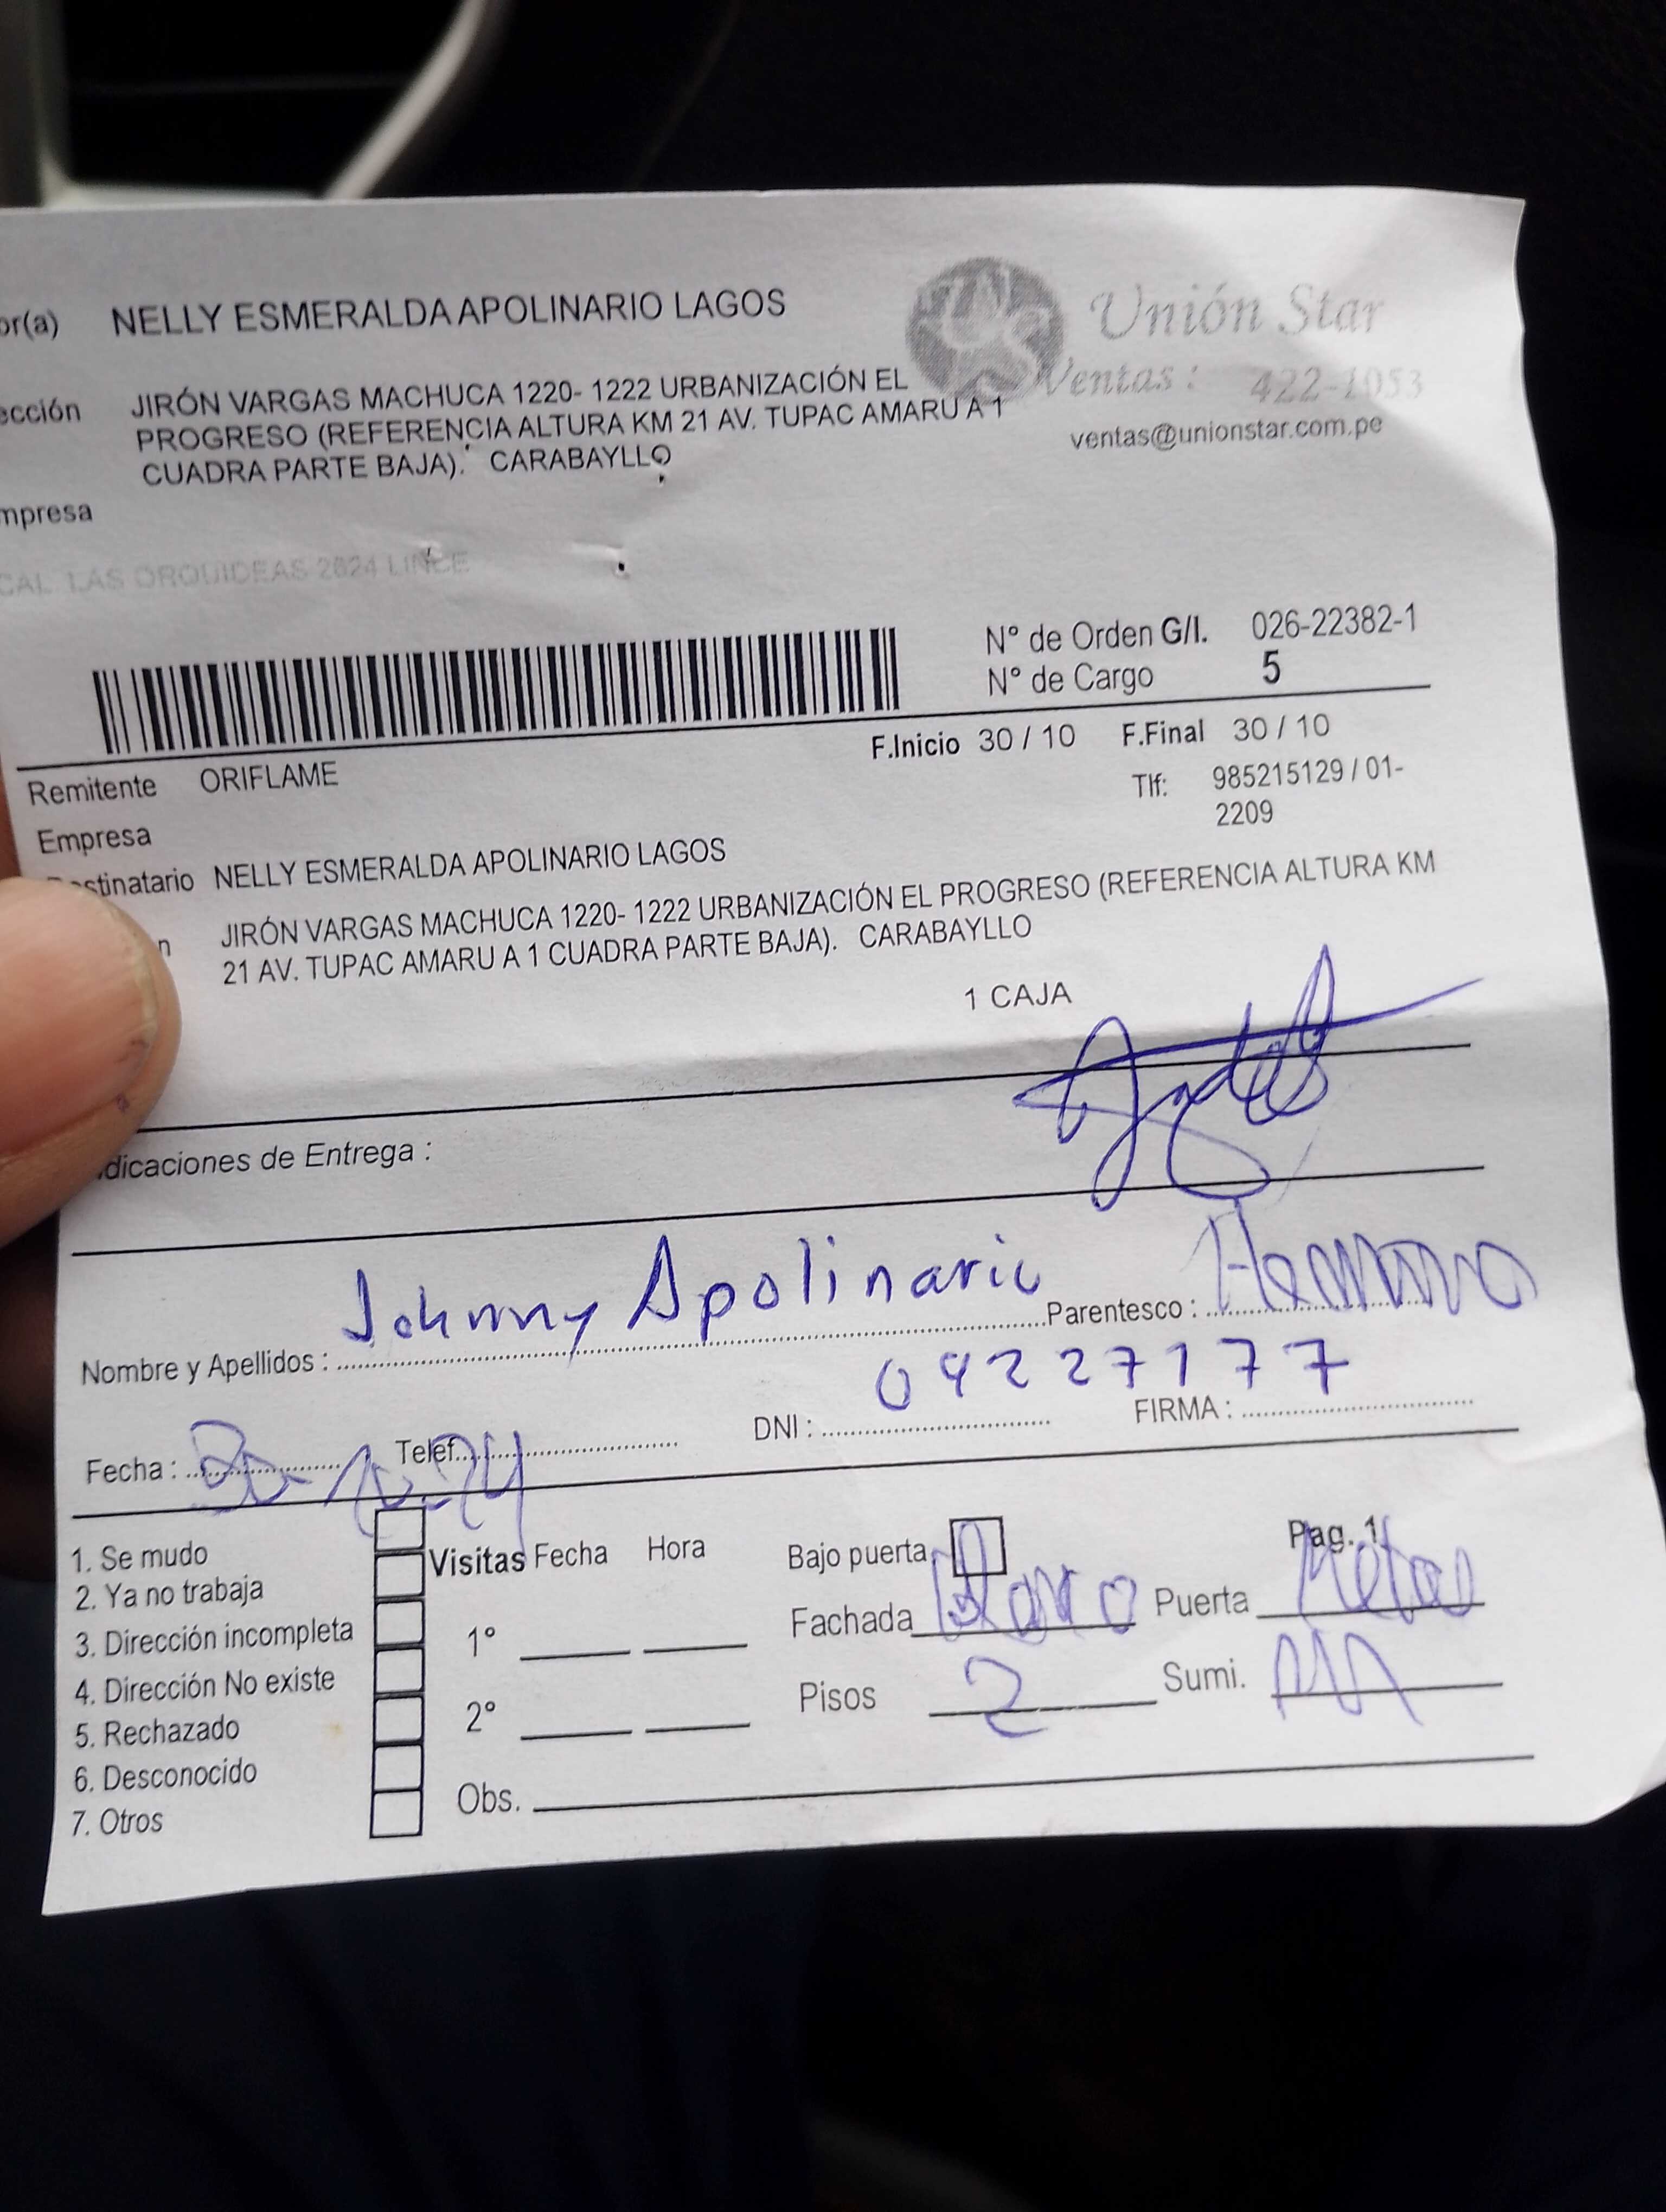 or(a) NELLY ESMERALDA APOLINARIO LAGOS
Unión Star
Ventas : 422-1053
ventas@unionstar.com.pe
ección JIRÓN VARGAS MACHUCA 1220- 1222 URBANIZACIÓN EL
PROGRESO (REFERENCIA ALTURA KM 21 AV. TUPAC AMARU A 1
CUADRA PARTE BAJA). CARABAYLLO
mpresa
CAL LAS ORQUIDEAS 2624 LINCE
N° de Orden G/I. 026-22382-1
N° de Cargo 5
F.Inicio 30 / 10 F.Final 30 / 10
Remitente ORIFLAME
Tlf: 985215129 / 01-
2209
Empresa
stinatario NELLY ESMERALDA APOLINARIO LAGOS
n JIRÓN VARGAS MACHUCA 1220- 1222 URBANIZACIÓN EL PROGRESO (REFERENCIA ALTURA KM
21 AV. TUPAC AMARU A 1 CUADRA PARTE BAJA). CARABAYLLO
1 CAJA
dicaciones de Entrega :
Nombre y Apellidos : Johnny Apolinario Parentesco : Hermano
Fecha : 30-10-24 Telef. DNI : 09227177 FIRMA :
1. Se mudo
2. Ya no trabaja
3. Dirección incompleta
4. Dirección No existe
5. Rechazado
6. Desconocido
7. Otros
Visitas Fecha Hora
1°
2°
Obs.
Bajo puerta Pag. 1
Fachada Puerta Metal
Pisos 2 Sumi.